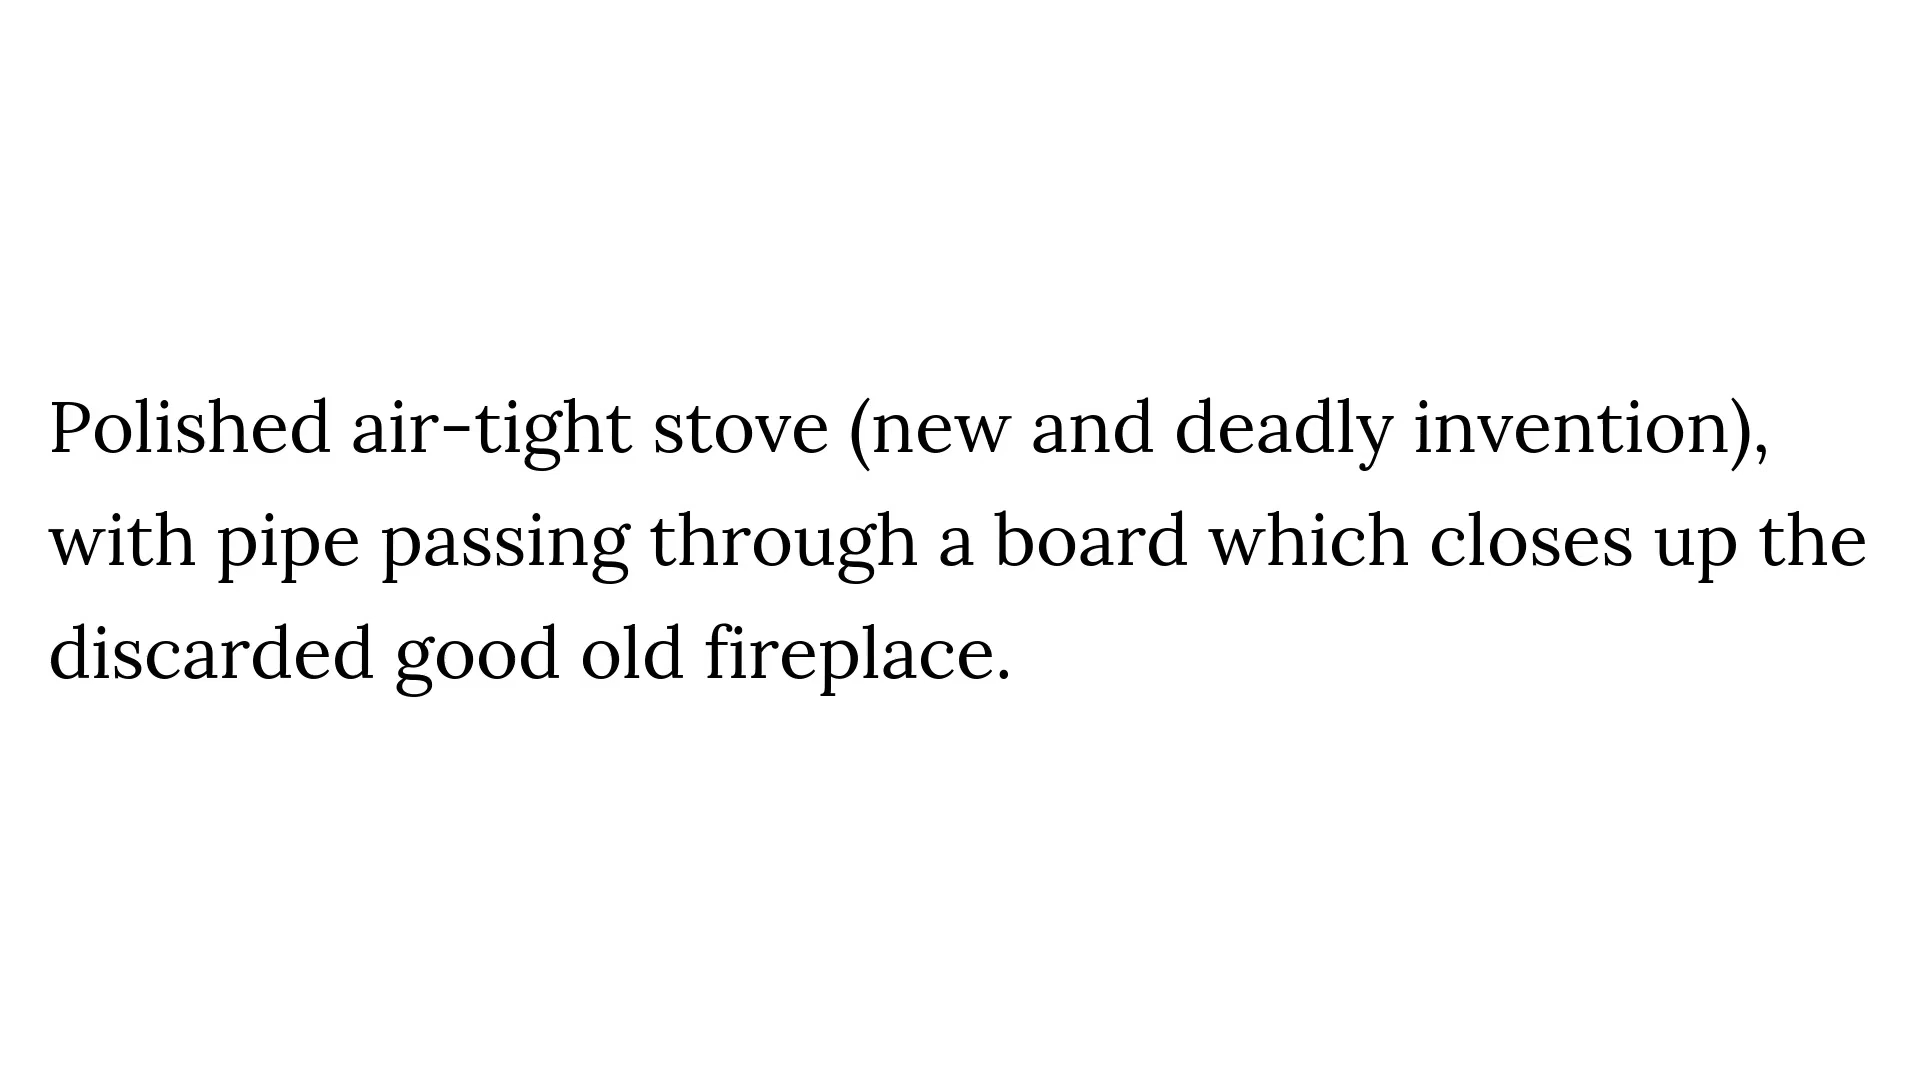 Polished air-tight stove (new and deadly invention),
with pipe passing through a board which closes up the
discarded good old fireplace.